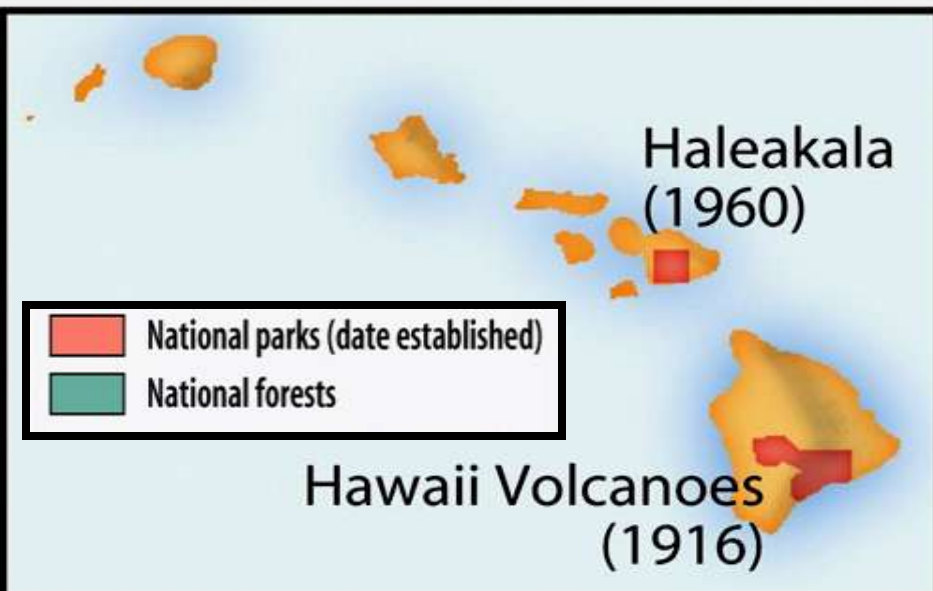 Haleakala
(1960)
National parks (date established)
National forests
Hawaii Volcanoes
(1916)